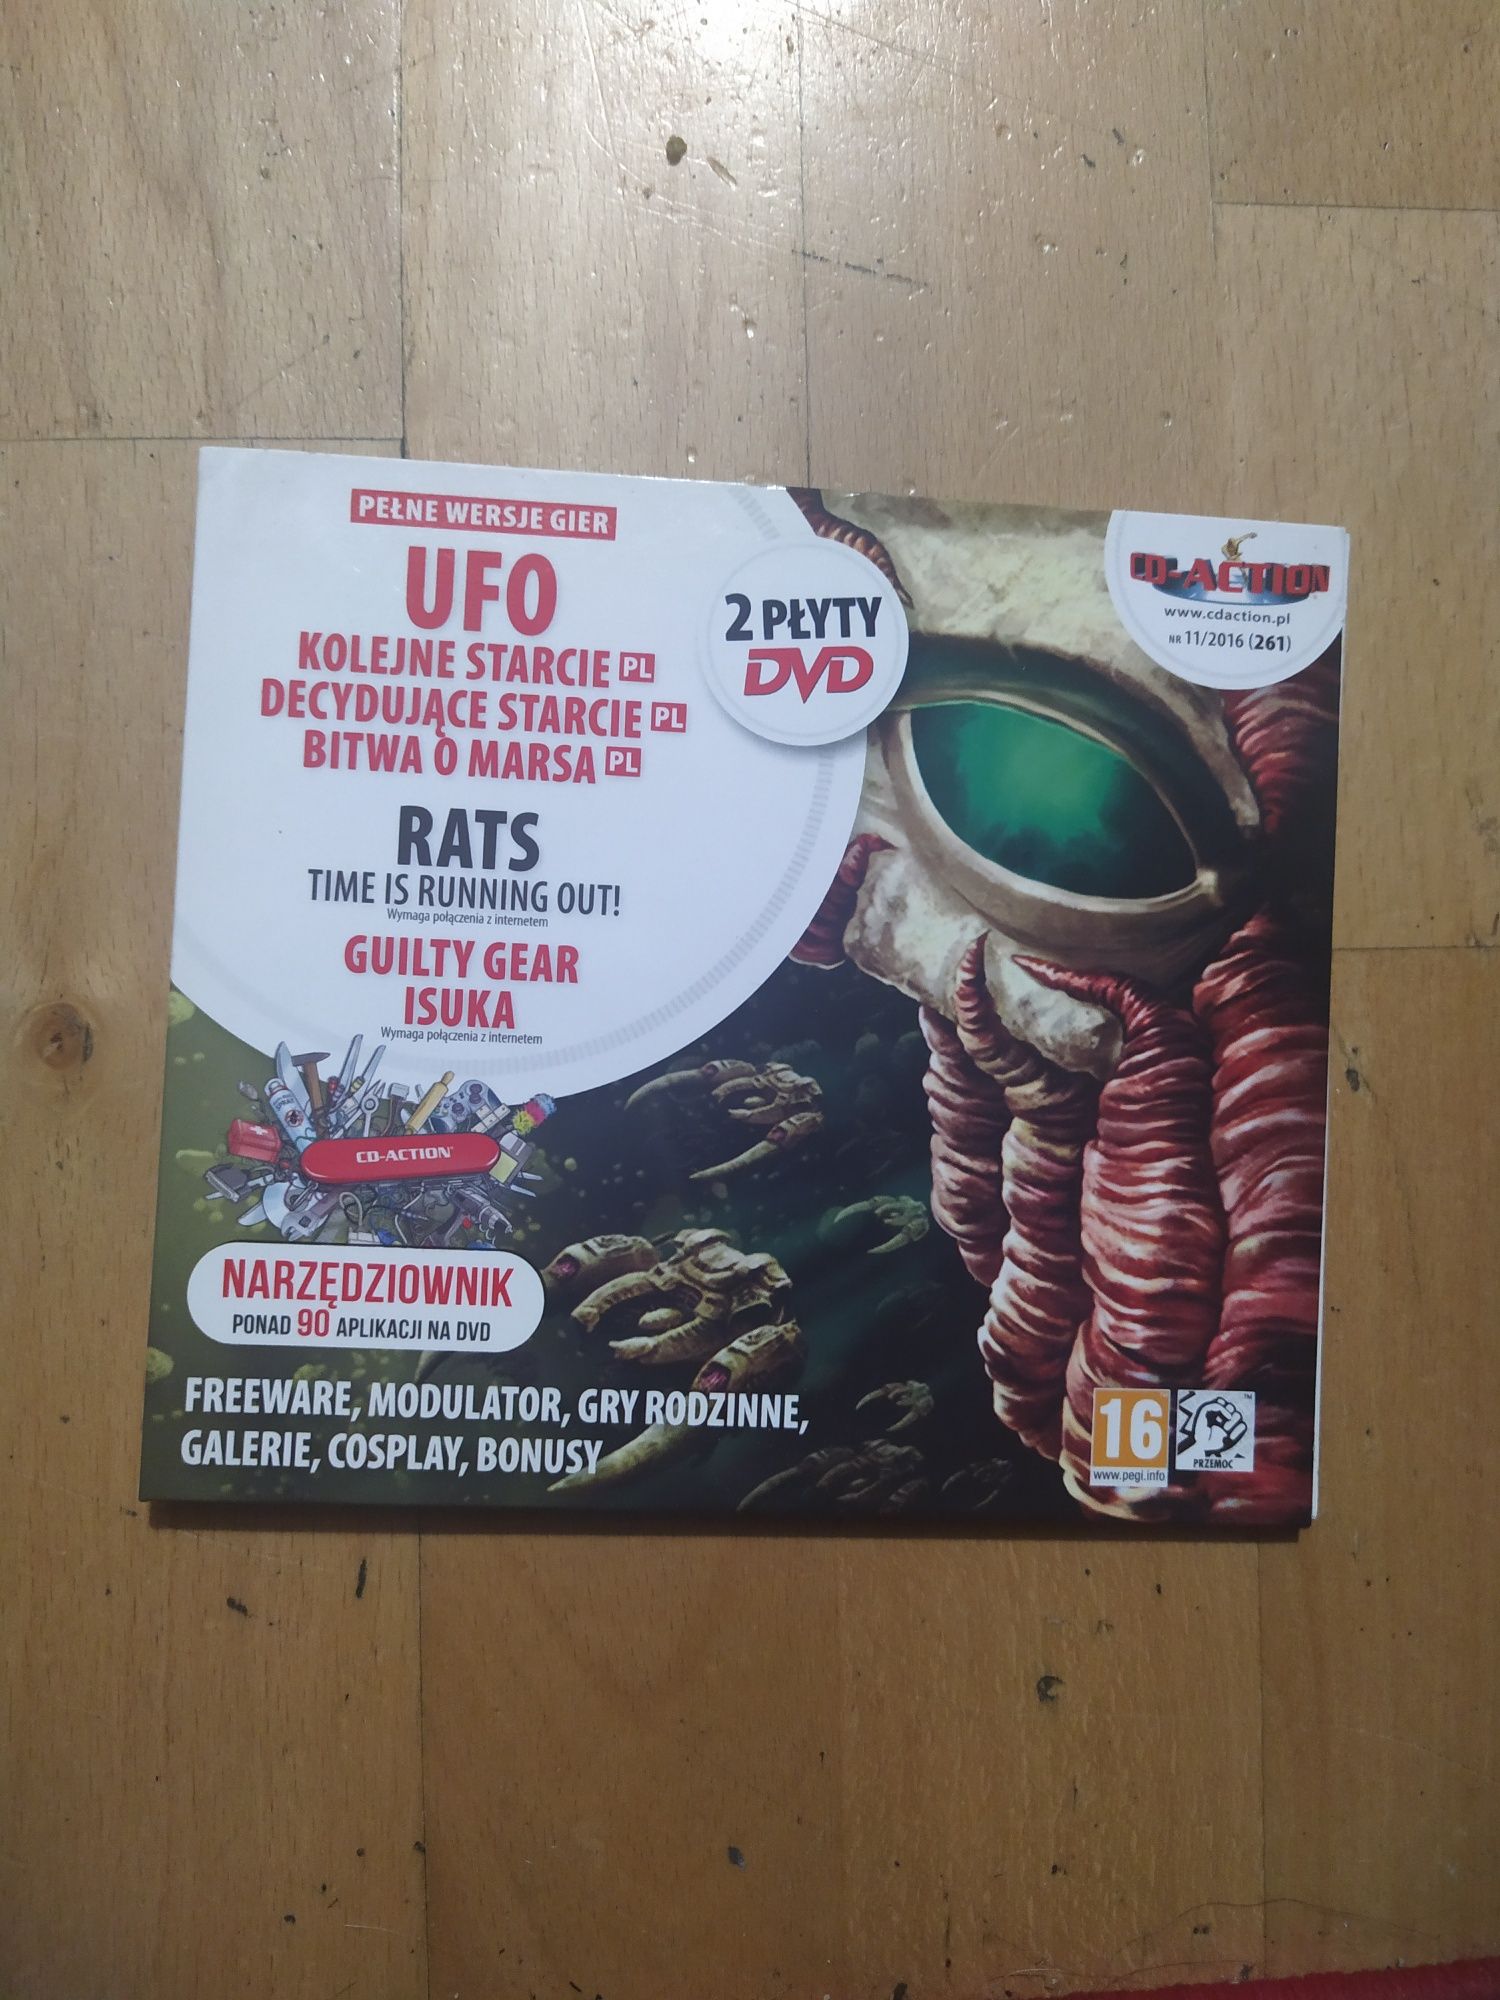 PEŁNE WERSJE GIER
UFO
KOLEJNE STARCIE PL
DECYDUJĄCE STARCIE PL
BITWA O MARSA PL
RATS
TIME IS RUNNING OUT!
Wymaga połączenia z internetem
GUILTY GEAR
ISUKA
Wymaga połączenia z internetem
2 PŁYTY
DVD
CD-ACTION
www.cdaction.pl
NR 11/2016 (261)
CD-ACTION
NARZĘDZIOWNIK
PONAD 90 APLIKACJI NA DVD
FREEWARE, MODULATOR, GRY RODZINNE,
GALERIE, COSPLAY, BONUSY
16
www.pegi.info
PRZEMOC